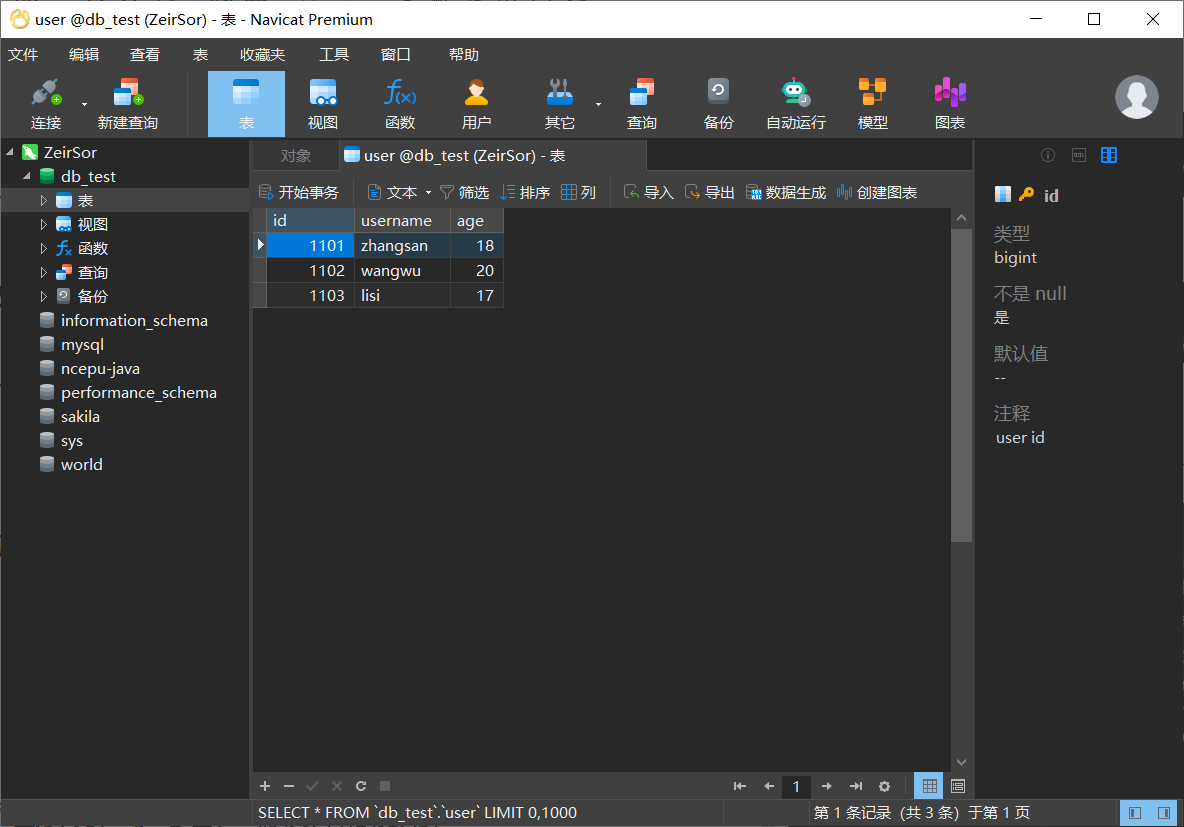 user @db_test (ZeirSor) - 表 - Navicat Premium
文件 编辑 查看 表 收藏夹 工具 窗口 帮助
连接 新建查询 表 视图 函数 用户 其它 查询 备份 自动运行 模型 图表
ZeirSor
db_test
表
视图
函数
查询
备份
information_schema
mysql
ncepu-java
performance_schema
sakila
sys
world
对象 user @db_test (ZeirSor) - 表
开始事务 文本 筛选 排序 列 导入 导出 数据生成 创建图表
id username age
1101 zhangsan 18
1102 wangwu 20
1103 lisi 17
1
SELECT * FROM `db_test`.`user` LIMIT 0,1000
第 1 条记录 (共 3 条) 于第 1 页
id
类型
bigint
不是 null
是
默认值
--
注释
user id